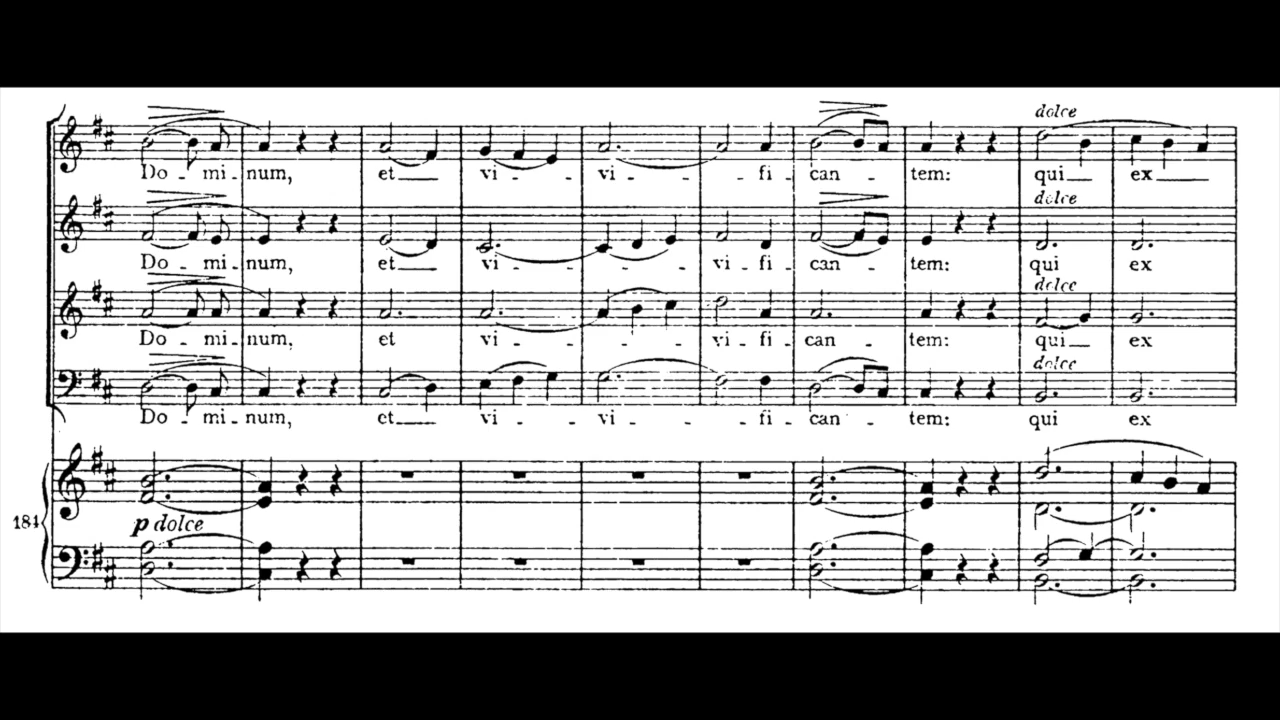 dolce
Do - mi - num, et vi - vi - - fi - can - tem: qui ex
dolce
Do - mi - num, et vi - - - vi - fi - can - tem: qui ex
dolce
Do - mi - num, et vi - - - vi - fi - can - tem: qui ex
dolce
Do - mi - num, et vi - vi - - fi - can - tem: qui ex
184
p dolce